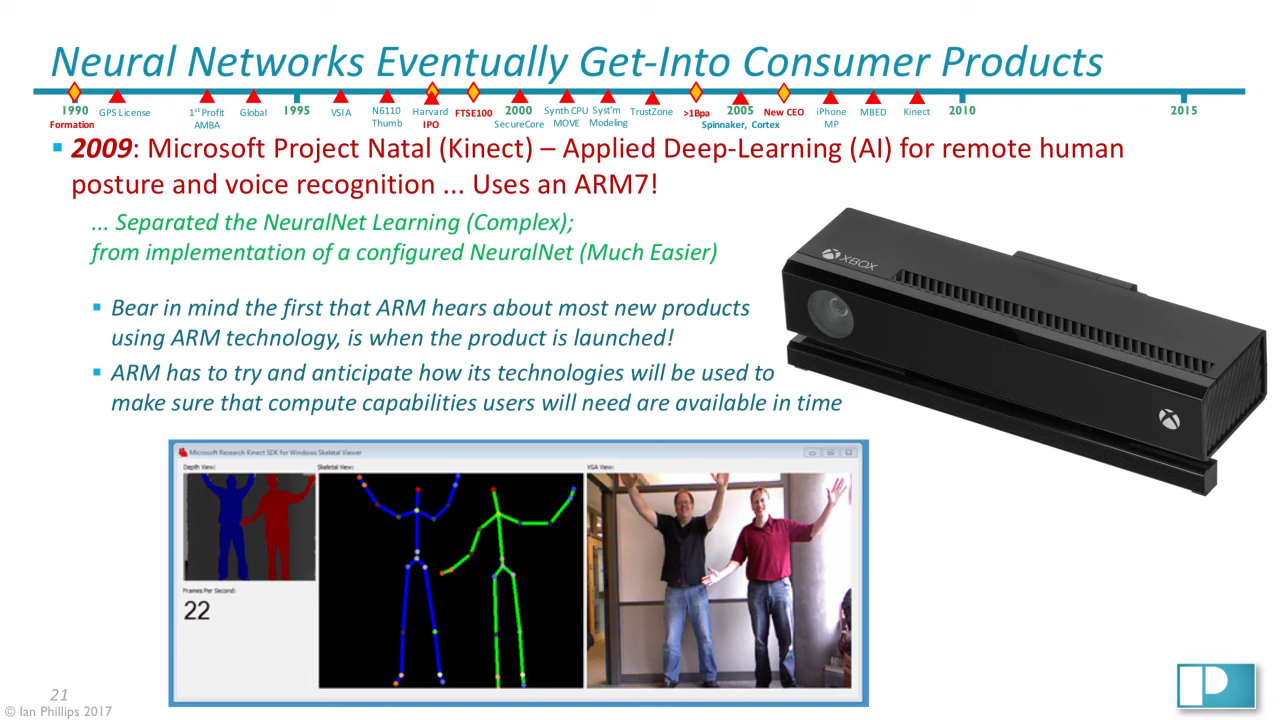 Neural Networks Eventually Get-Into Consumer Products
1990 GPS License 1st Profit Global 1995 VSIA N6110 Harvard FTSE100 2000 Synth CPU Syst'm TrustZone >1Bpa 2005 New CEO iPhone MBED Kinect 2010 2015
Formation AMBA Thumb IPO SecureCore MOVE Modeling Spinnaker, Cortex MP
▪ 2009: Microsoft Project Natal (Kinect) – Applied Deep-Learning (AI) for remote human
posture and voice recognition ... Uses an ARM7!
... Separated the NeuralNet Learning (Complex);
from implementation of a configured NeuralNet (Much Easier)
XBOX
▪ Bear in mind the first that ARM hears about most new products
using ARM technology, is when the product is launched!
▪ ARM has to try and anticipate how its technologies will be used to
make sure that compute capabilities users will need are available in time
Microsoft Research Kinect SDK for Windows Skeletal Viewer
Depth View: Skeletal View: VGA View:
Frames Per Second:
22
P
21
© Ian Phillips 2017